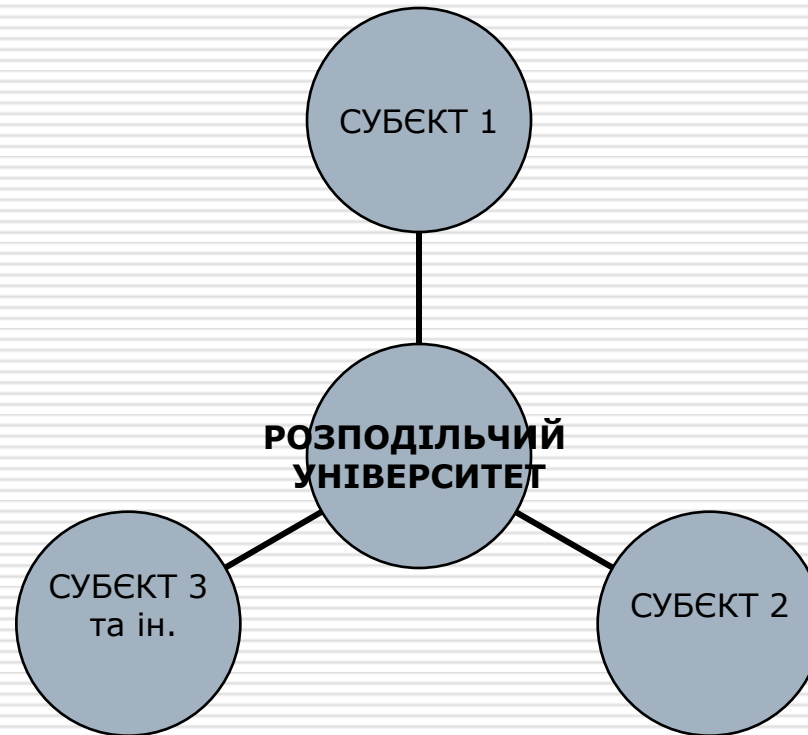 СУБЄКТ 1
РОЗПОДІЛЬЧИЙ
УНІВЕРСИТЕТ
СУБЄКТ 3
та ін.
СУБЄКТ 2